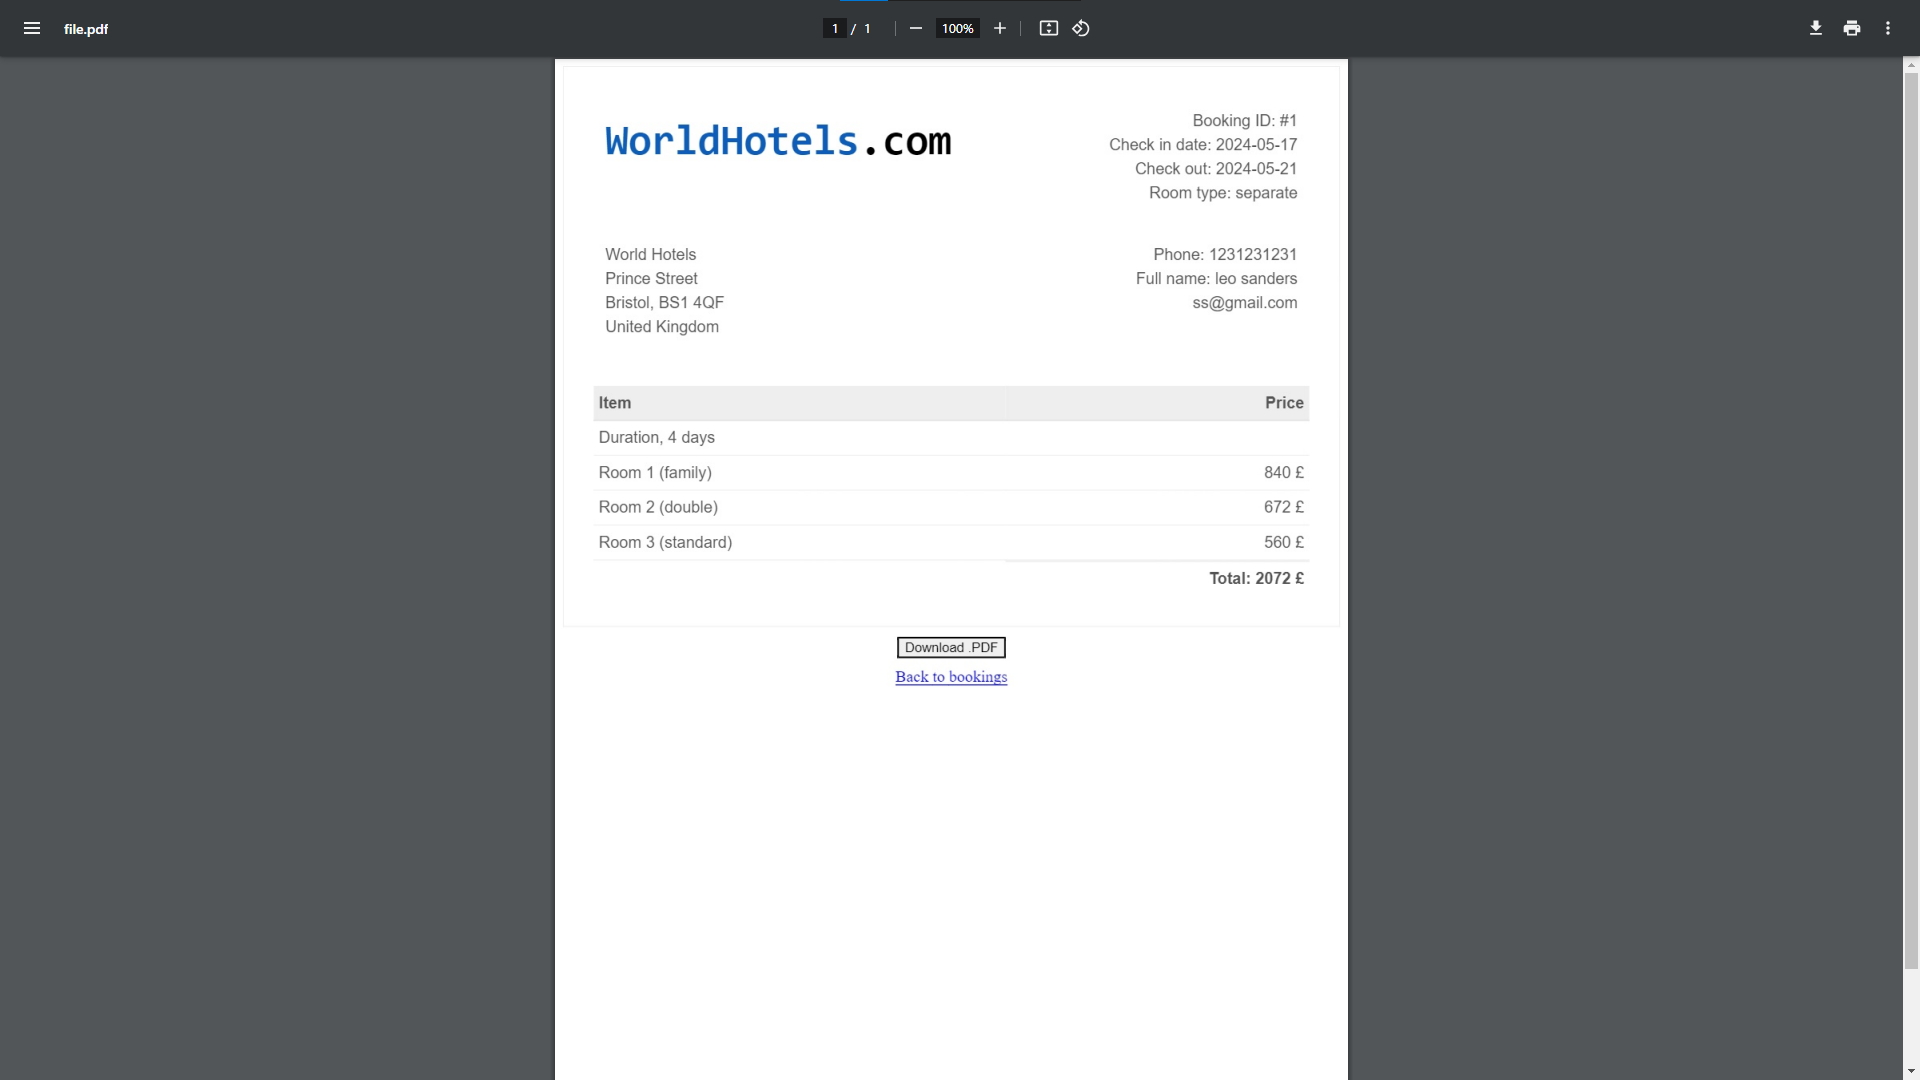 file.pdf
1 / 1
100%
WorldHotels.com
Booking ID: #1
Check in date: 2024-05-17
Check out: 2024-05-21
Room type: separate
World Hotels
Prince Street
Bristol, BS1 4QF
United Kingdom
Phone: 1231231231
Full name: leo sanders
ss@gmail.com
Item Price
Duration, 4 days
Room 1 (family) 840 £
Room 2 (double) 672 £
Room 3 (standard) 560 £
Total: 2072 £
Download .PDF
Back to bookings